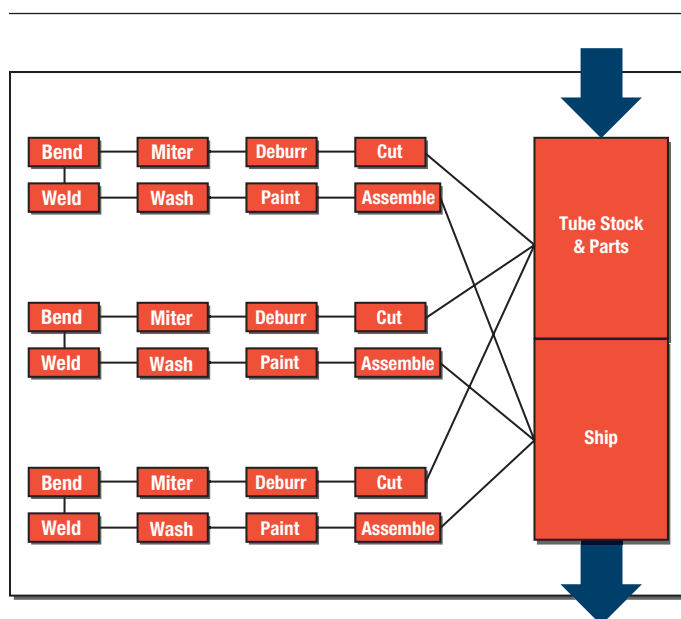 Bend
Miter
Deburr
Cut
Weld
Wash
Paint
Assemble
Tube Stock
& Parts
Bend
Miter
Deburr
Cut
Weld
Wash
Paint
Assemble
Ship
Bend
Miter
Deburr
Cut
Weld
Wash
Paint
Assemble